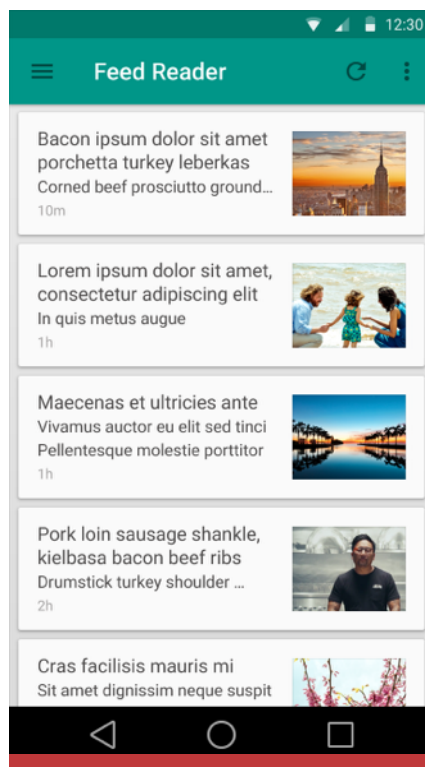 12:30
Feed Reader
Bacon ipsum dolor sit amet
porchetta turkey leberkas
Corned beef prosciutto ground...
10m
Lorem ipsum dolor sit amet,
consectetur adipiscing elit
In quis metus augue
1h
Maecenas et ultricies ante
Vivamus auctor eu elit sed tinci
Pellentesque molestie porttitor
1h
Pork loin sausage shankle,
kielbasa bacon beef ribs
Drumstick turkey shoulder ...
2h
Cras facilisis mauris mi
Sit amet dignissim neque suspit